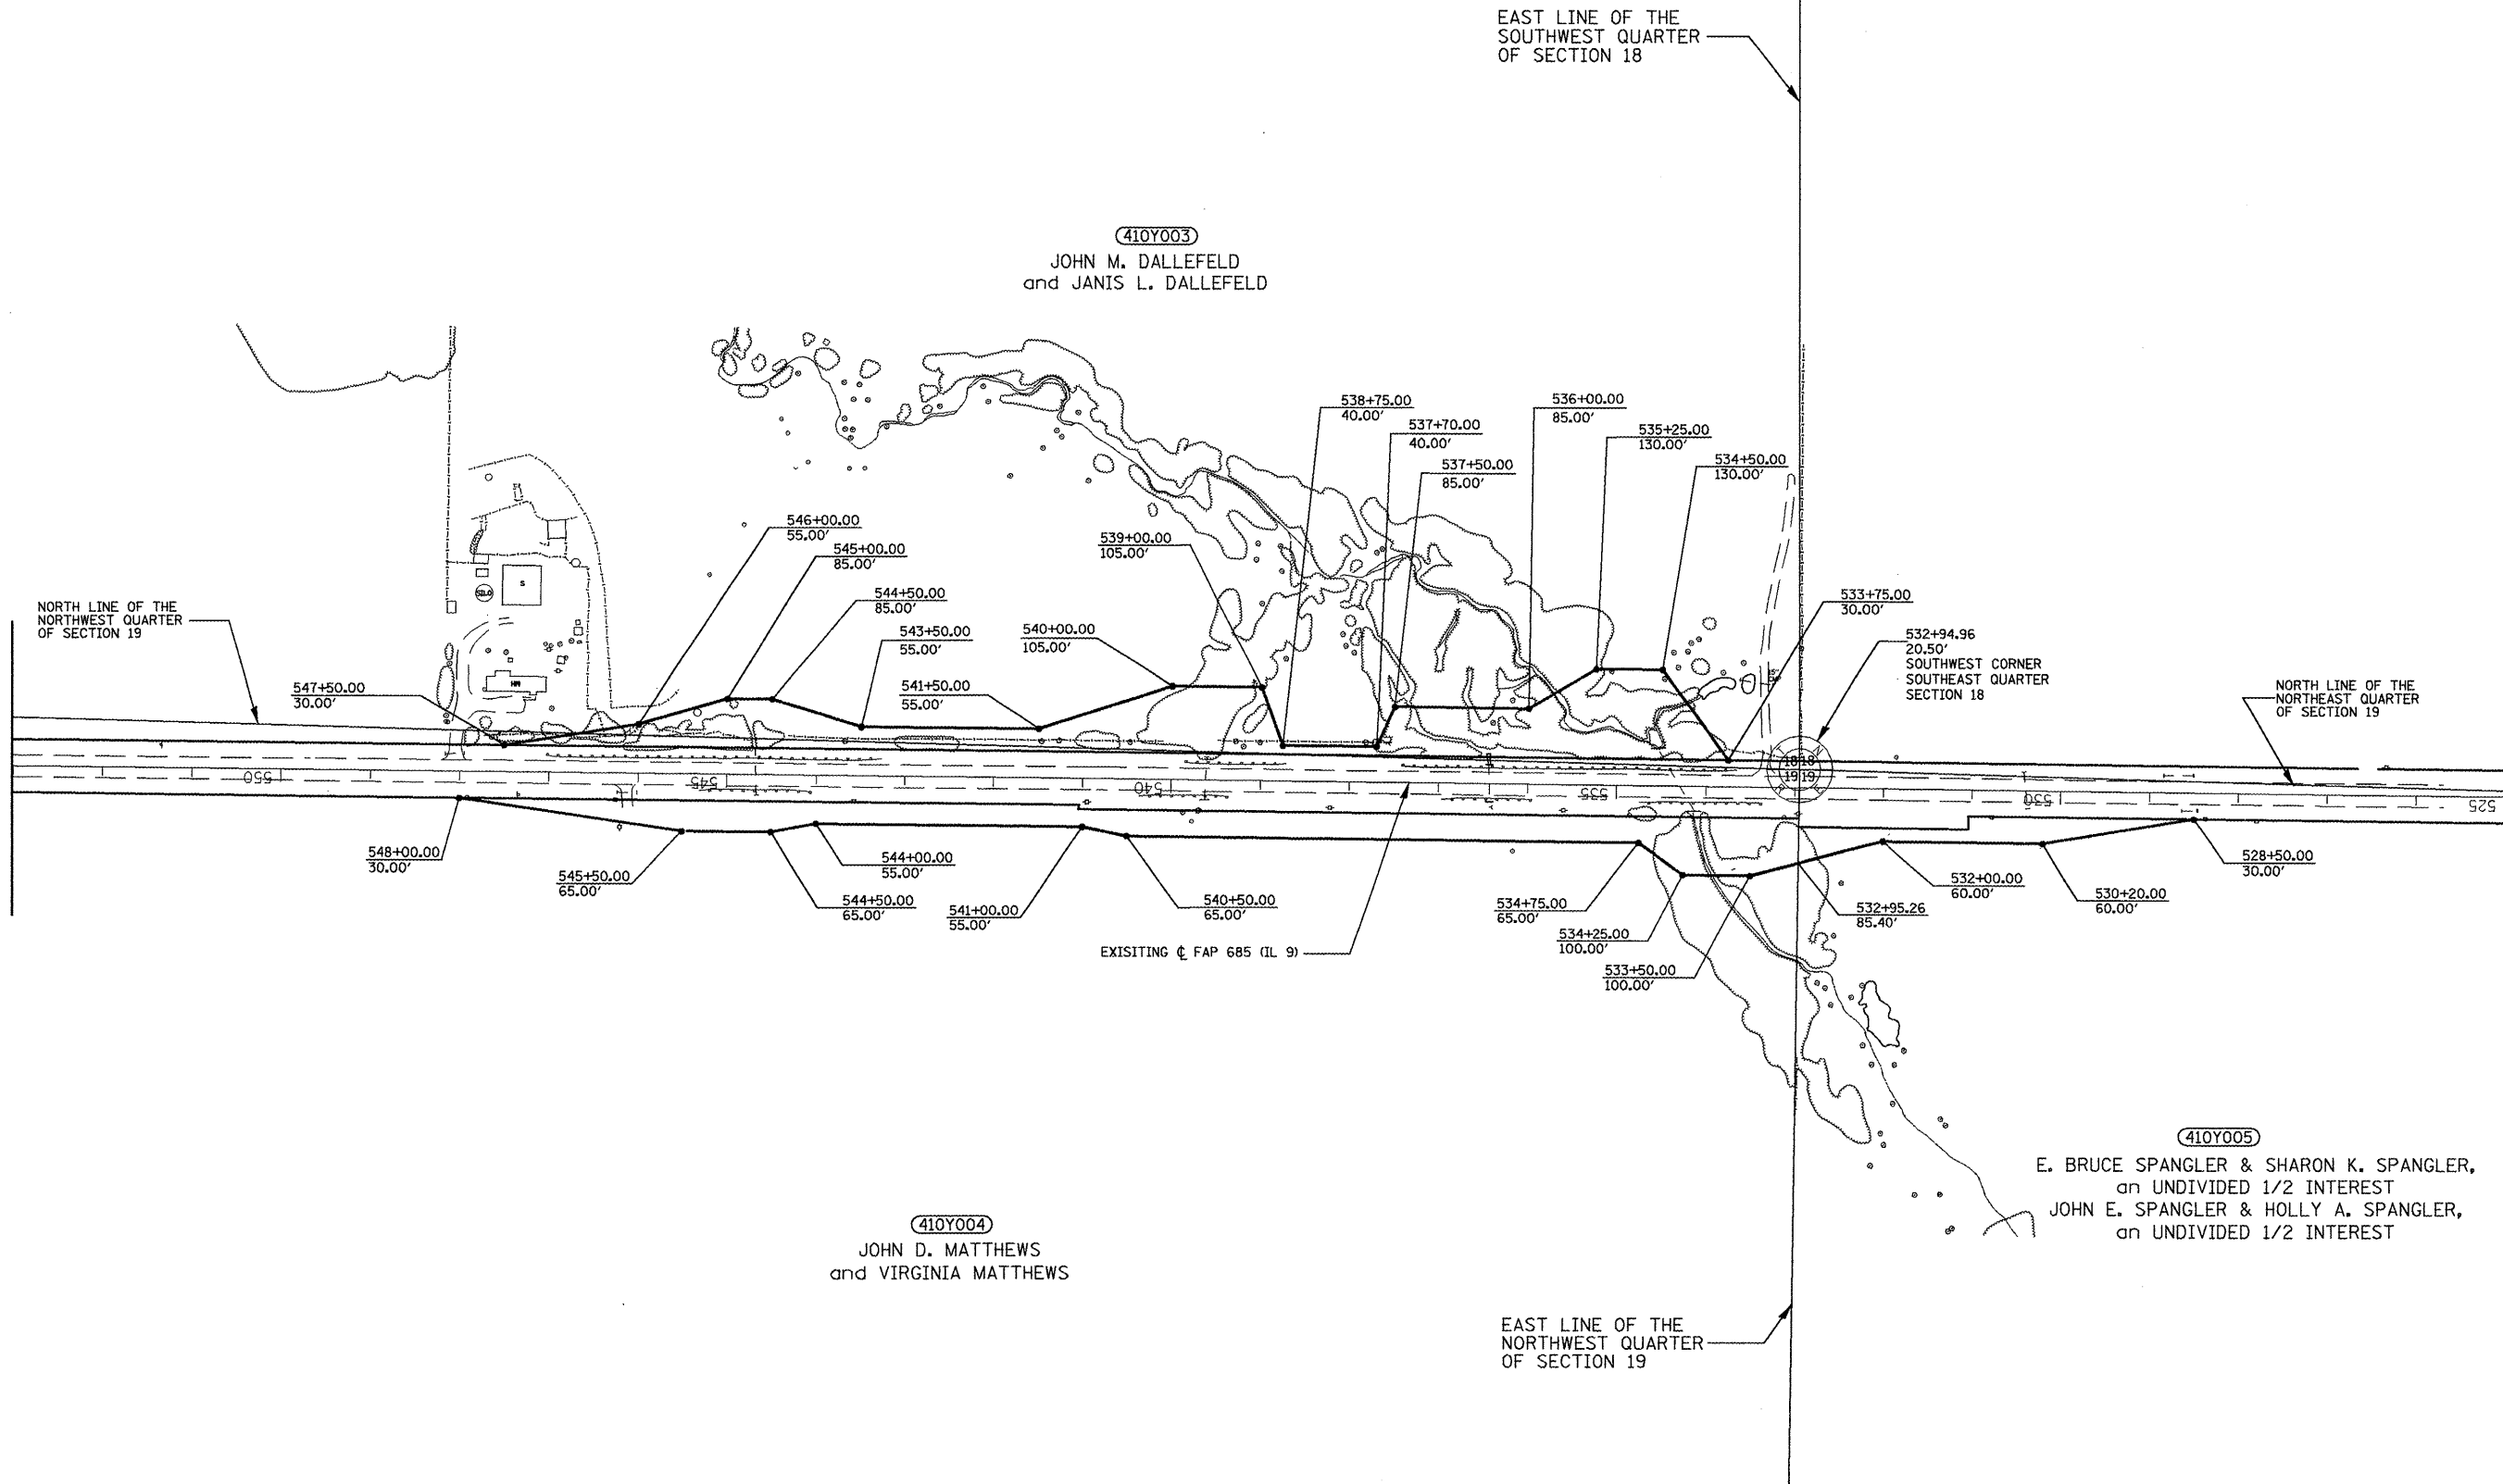 EAST LINE OF THE
SOUTHWEST QUARTER
OF SECTION 18
410Y003
JOHN M. DALLEFELD
and JANIS L. DALLEFELD
538+75.00
40.00'
537+70.00
40.00'
537+50.00
85.00'
536+00.00
85.00'
535+25.00
130.00'
534+50.00
130.00'
546+00.00
55.00'
545+00.00
85.00'
544+50.00
85.00'
543+50.00
55.00'
541+50.00
55.00'
540+00.00
105.00'
539+00.00
105.00'
533+75.00
30.00'
532+94.96
20.50'
SOUTHWEST CORNER
SOUTHEAST QUARTER
SECTION 18
NORTH LINE OF THE
NORTHWEST QUARTER
OF SECTION 19
S
SILO
547+50.00
30.00'
NORTH LINE OF THE
NORTHEAST QUARTER
OF SECTION 19
18 18
19 19
550
545
540
535
530
525
548+00.00
30.00'
545+50.00
65.00'
544+50.00
65.00'
544+00.00
55.00'
541+00.00
55.00'
540+50.00
65.00'
534+75.00
65.00'
534+25.00
100.00'
533+50.00
100.00'
532+95.26
85.40'
532+00.00
60.00'
530+20.00
60.00'
528+50.00
30.00'
EXISITING ℄ FAP 685 (IL 9)
410Y005
E. BRUCE SPANGLER & SHARON K. SPANGLER,
an UNDIVIDED 1/2 INTEREST
JOHN E. SPANGLER & HOLLY A. SPANGLER,
an UNDIVIDED 1/2 INTEREST
410Y004
JOHN D. MATTHEWS
and VIRGINIA MATTHEWS
EAST LINE OF THE
NORTHWEST QUARTER
OF SECTION 19